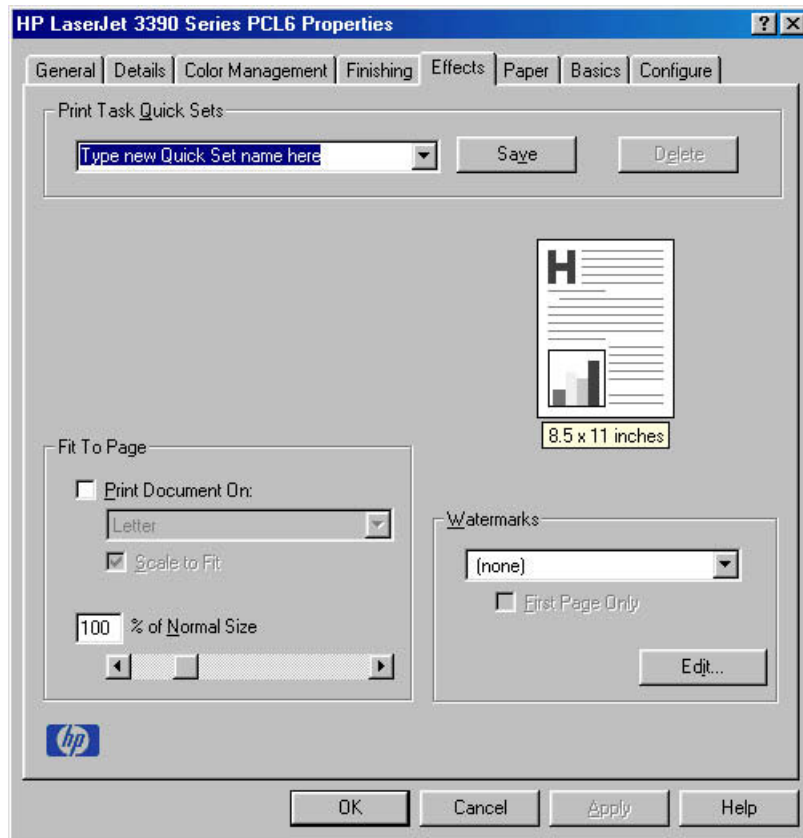 HP LaserJet 3390 Series PCL6 Properties
General Details Color Management Finishing Effects Paper Basics Configure
Print Task Quick Sets
Type new Quick Set name here Save Delete
H
8.5 x 11 inches
Fit To Page
Print Document On:
Letter
Scale to Fit
100 % of Normal Size
Watermarks
(none)
First Page Only
Edit...
hp
OK Cancel Apply Help